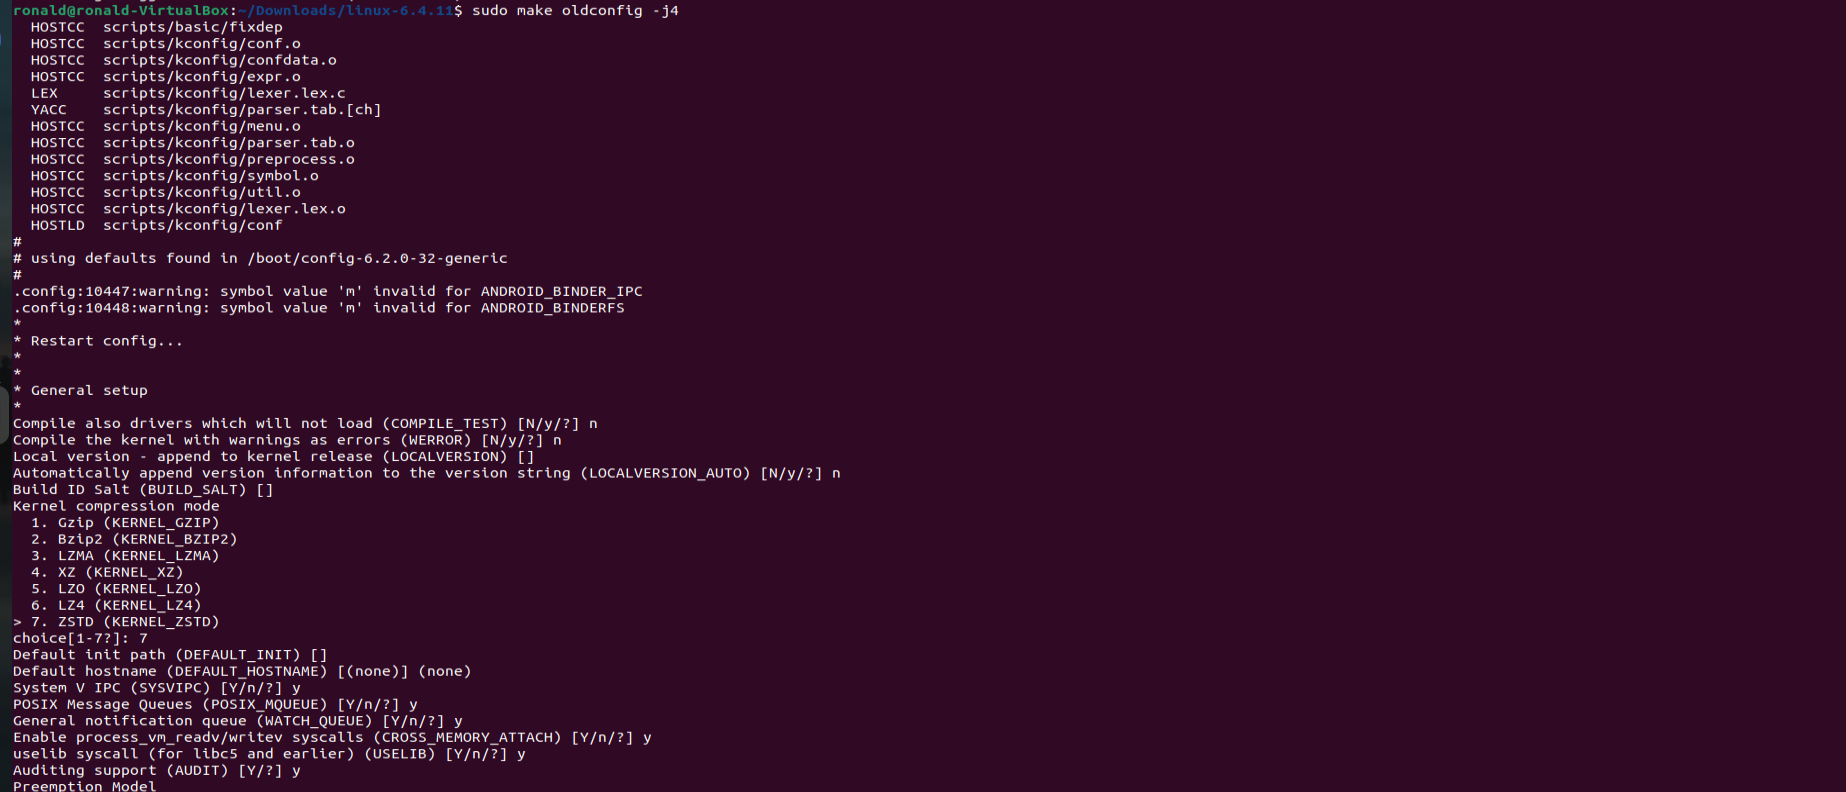 ronald@ronald-VirtualBox:~/Downloads/linux-6.4.11$ sudo make oldconfig -j4
  HOSTCC  scripts/basic/fixdep
  HOSTCC  scripts/kconfig/conf.o
  HOSTCC  scripts/kconfig/confdata.o
  HOSTCC  scripts/kconfig/expr.o
  LEX     scripts/kconfig/lexer.lex.c
  YACC    scripts/kconfig/parser.tab.[ch]
  HOSTCC  scripts/kconfig/menu.o
  HOSTCC  scripts/kconfig/parser.tab.o
  HOSTCC  scripts/kconfig/preprocess.o
  HOSTCC  scripts/kconfig/symbol.o
  HOSTCC  scripts/kconfig/util.o
  HOSTCC  scripts/kconfig/lexer.lex.o
  HOSTLD  scripts/kconfig/conf
#
# using defaults found in /boot/config-6.2.0-32-generic
#
.config:10447:warning: symbol value 'm' invalid for ANDROID_BINDER_IPC
.config:10448:warning: symbol value 'm' invalid for ANDROID_BINDERFS
*
* Restart config...
*
*
* General setup
*
Compile also drivers which will not load (COMPILE_TEST) [N/y/?] n
Compile the kernel with warnings as errors (WERROR) [N/y/?] n
Local version - append to kernel release (LOCALVERSION) []
Automatically append version information to the version string (LOCALVERSION_AUTO) [N/y/?] n
Build ID Salt (BUILD_SALT) []
Kernel compression mode
  1. Gzip (KERNEL_GZIP)
  2. Bzip2 (KERNEL_BZIP2)
  3. LZMA (KERNEL_LZMA)
  4. XZ (KERNEL_XZ)
  5. LZO (KERNEL_LZO)
  6. LZ4 (KERNEL_LZ4)
> 7. ZSTD (KERNEL_ZSTD)
choice[1-7?]: 7
Default init path (DEFAULT_INIT) []
Default hostname (DEFAULT_HOSTNAME) [(none)] (none)
System V IPC (SYSVIPC) [Y/n/?] y
POSIX Message Queues (POSIX_MQUEUE) [Y/n/?] y
General notification queue (WATCH_QUEUE) [Y/n/?] y
Enable process_vm_readv/writev syscalls (CROSS_MEMORY_ATTACH) [Y/n/?] y
uselib syscall (for libc5 and earlier) (USELIB) [Y/n/?] y
Auditing support (AUDIT) [Y/?] y
Preemption Model